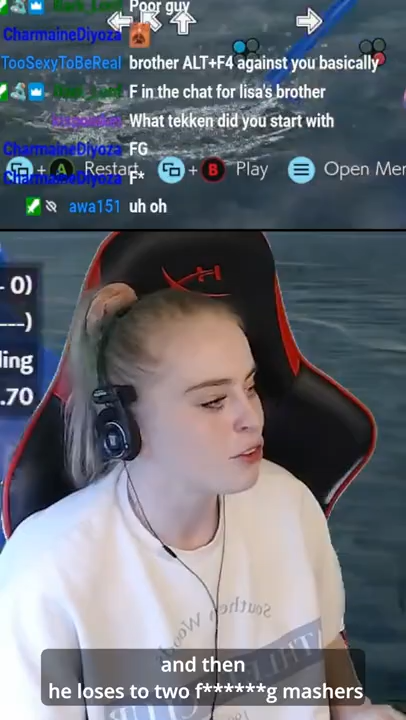 Poor guy
CharmaineDiyoza
TooSexyToBeReal brother ALT+F4 against you basically
F in the chat for lisa's brother
What tekken did you start with
CharmaineDiyoza FG
+ A Restart + B Play Open Men
CharmaineDiyoza F*
awa151 uh oh
- 0)
---)
ling
.70
South
Wood
and then
he loses to two f******g mashers